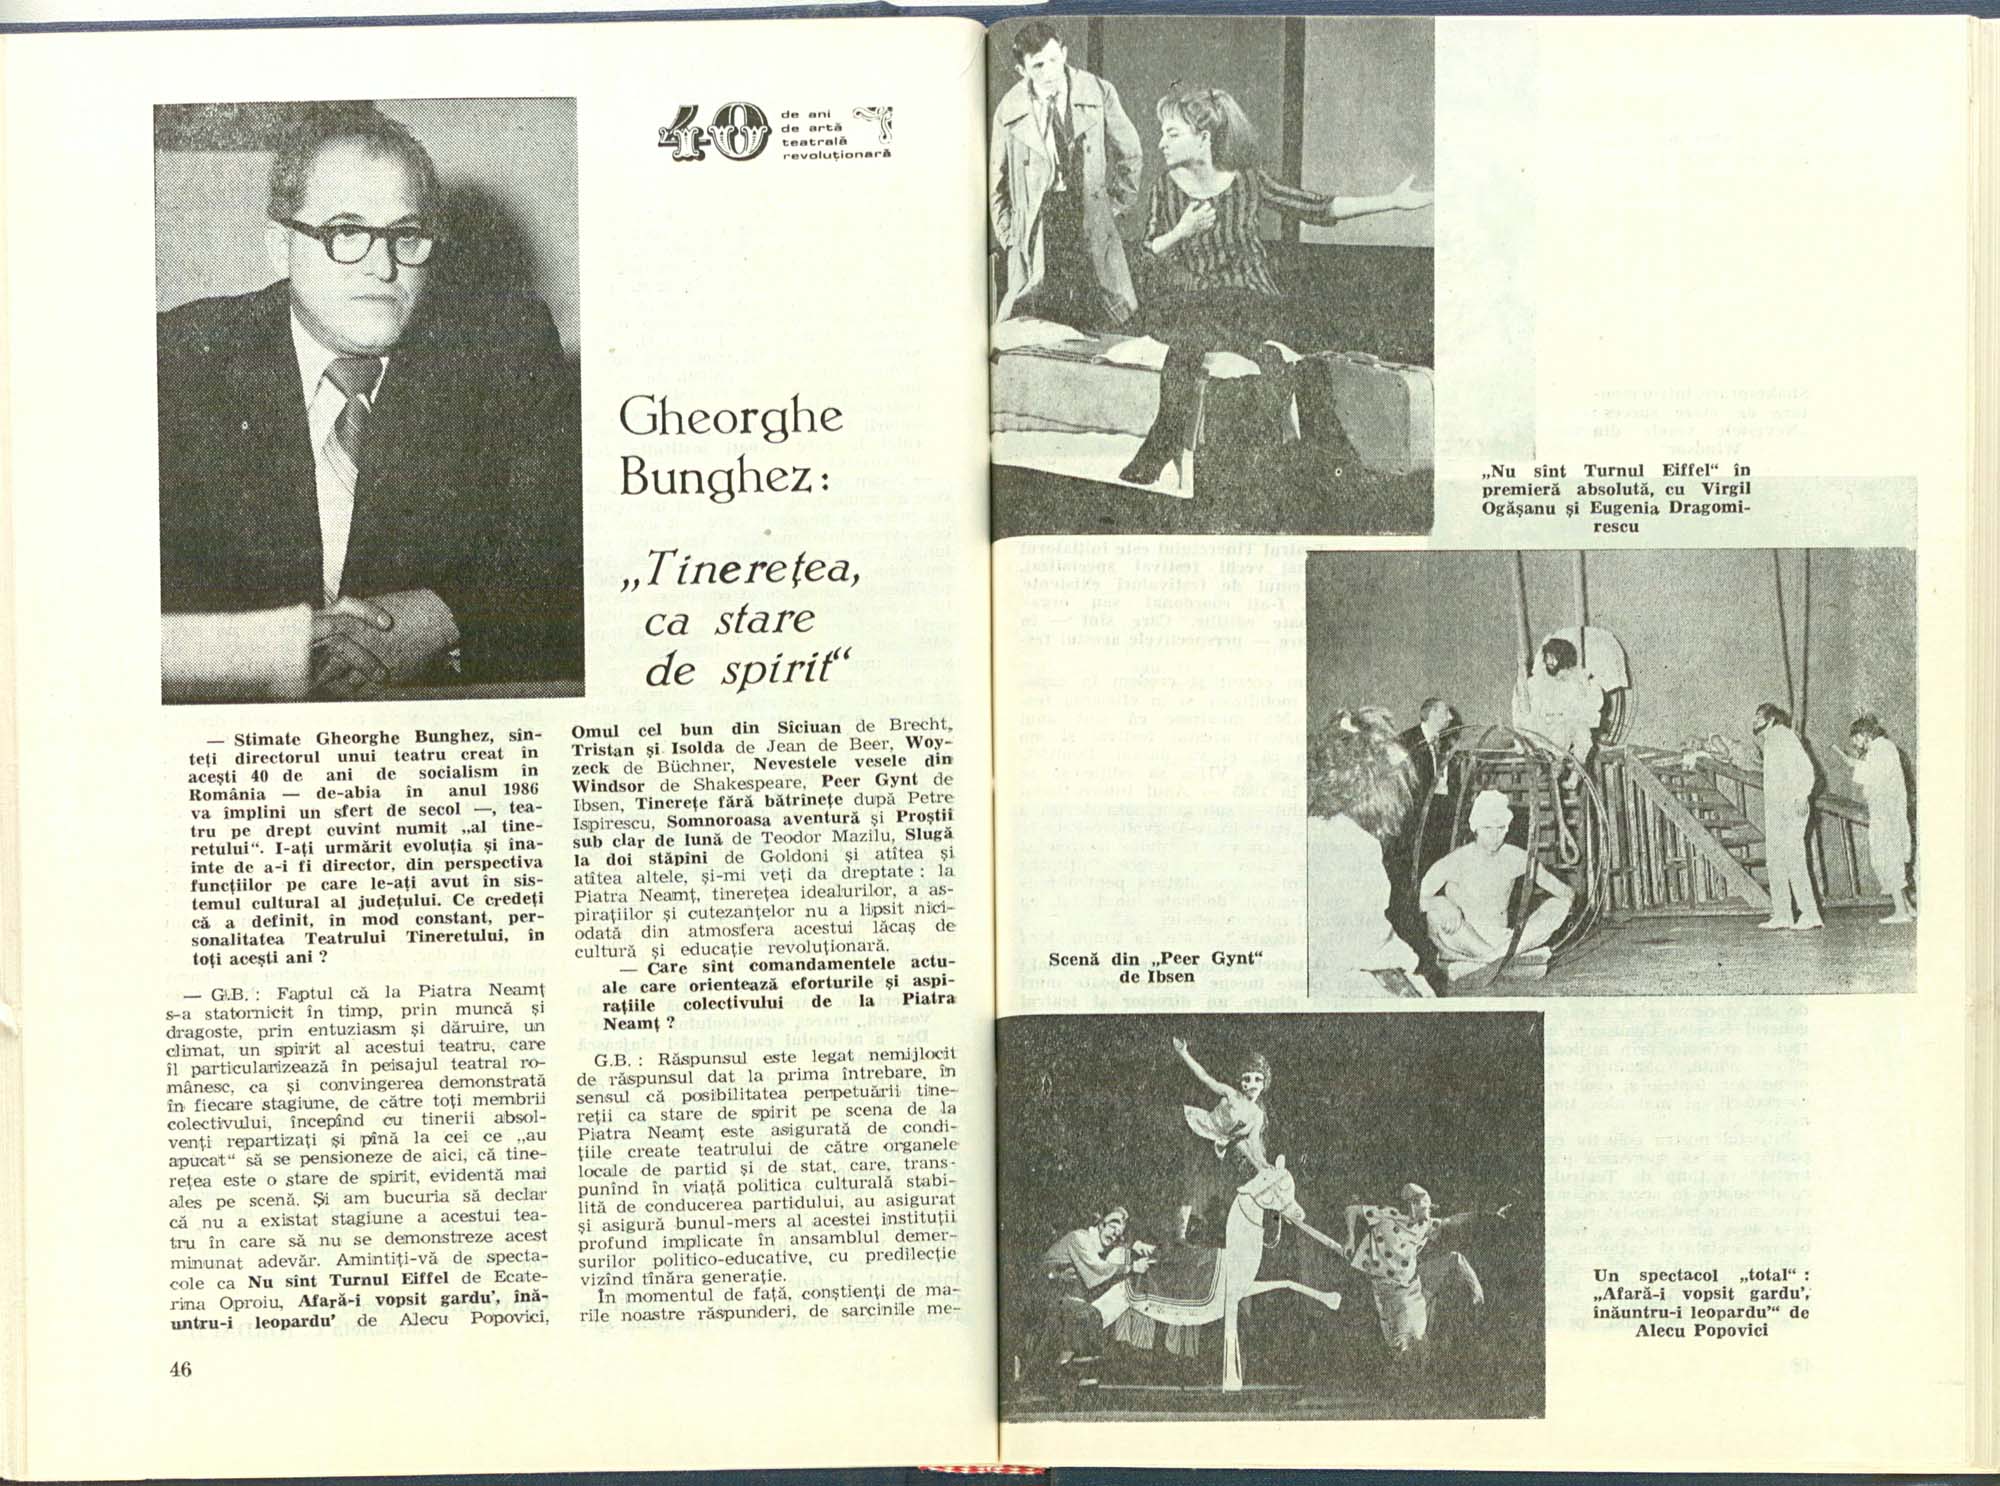 40
de ani
de artă
teatrală
revoluționară
Gheorghe
Bunghez:
„Tinerețea,
ca stare
de spirit“
— Stimate Gheorghe Bunghez, sin-
teți directorul unui teatru creat în
acești 40 de ani de socialism în
România — de-abia în anul 1986
va împlini un sfert de secol —, tea-
tru pe drept cuvînt numit „al tine-
retului“. I-ați urmărit evoluția și îna-
inte de a-i fi director, din perspectiva
funcțiilor pe care le-ați avut în sis-
temul cultural al județului. Ce credeți
că a definit, în mod constant, per-
sonalitatea Teatrului Tineretului, în
toți acești ani ?
— G.B. : Faptul că la Piatra Neamț
s-a statornicit în timp, prin muncă și
dragoste, prin entuziasm și dăruire, un
climat, un spirit al acestui teatru, care
îl particularizează în peisajul teatral ro-
mânesc, ca și convingerea demonstrată
în fiecare stagiune, de către toți membrii
colectivului, începînd cu tinerii absol-
venți repartizați și pînă la cei ce „au
apucat“ să se pensioneze de aici, că tine-
rețea este o stare de spirit, evidentă mai
ales pe scenă. Și am bucuria să declar
că nu a existat stagiune a acestui tea-
tru în care să nu se demonstreze acest
minunat adevăr. Amintiți-vă de specta-
cole ca Nu sînt Turnul Eiffel de Ecate-
rina Oproiu, Afară-i vopsit gardu', înă-
untru-i leopardu' de Alecu Popovici,
46
Omul cel bun din Siciuan de Brecht,
Tristan și Isolda de Jean de Beer, Woy-
zeck de Büchner, Nevestele vesele din
Windsor de Shakespeare, Peer Gynt de
Ibsen, Tinerețe fără bătrînețe după Petre
Ispirescu, Somnoroasa aventură și Proștii
sub clar de lună de Teodor Mazilu, Slugă
la doi stăpîni de Goldoni și atîtea și
atîtea altele, și-mi veți da dreptate : la
Piatra Neamț, tinerețea idealurilor, a as-
pirațiilor și cutezanțelor nu a lipsit nici-
odată din atmosfera acestui lăcaș de
cultură și educație revoluționară.
— Care sînt comandamentele actu-
ale care orientează eforturile și aspi-
rațiile colectivului de la Piatra
Neamț ?
G.B. : Răspunsul este legat nemijlocit
de răspunsul dat la prima întrebare, în
sensul că posibilitatea perpetuării tine-
reții ca stare de spirit pe scena de la
Piatra Neamț este asigurată de condi-
țiile create teatrului de către organele
locale de partid și de stat, care, trans-
punînd în viață politica culturală stabi-
lită de conducerea partidului, au asigurat
și asigură bunul-mers al acestei instituții
profund implicate în ansamblul demer-
surilor politico-educative, cu predilecție
vizînd tînăra generație.
În momentul de față, conștienți de ma-
rile noastre răspunderi, de sarcinile me-
„Nu sînt Turnul Eiffel“ în
premieră absolută, cu Virgil
Ogășanu și Eugenia Dragomi-
rescu
Scenă din „Peer Gynt“
de Ibsen
Un spectacol „total“ :
„Afară-i vopsit gardu',
înăuntru-i leopardu'“ de
Alecu Popovici